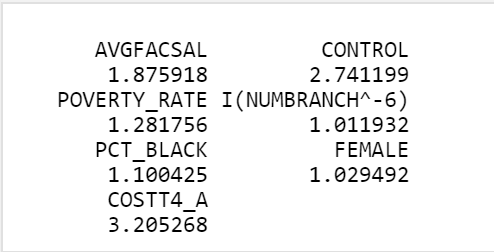 AVGFACSAL CONTROL
1.875918 2.741199
POVERTY_RATE I(NUMBRANCH^-6)
1.281756 1.011932
PCT_BLACK FEMALE
1.100425 1.029492
COSTT4_A
3.205268